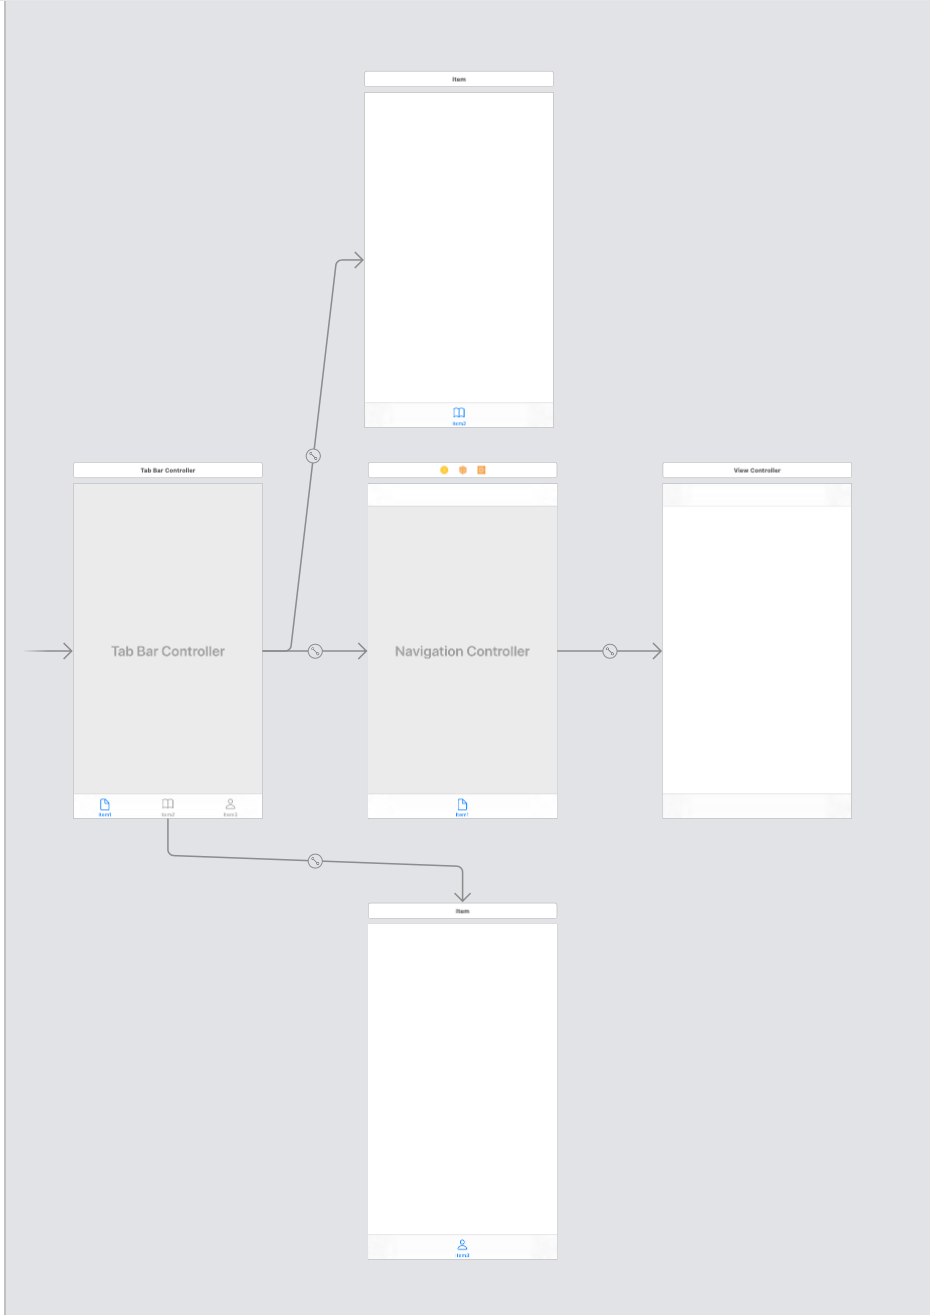 Item
Item2
Tab Bar Controller
View Controller
Tab Bar Controller
Navigation Controller
Item1
Item2
Item3
Item1
Item
Item3